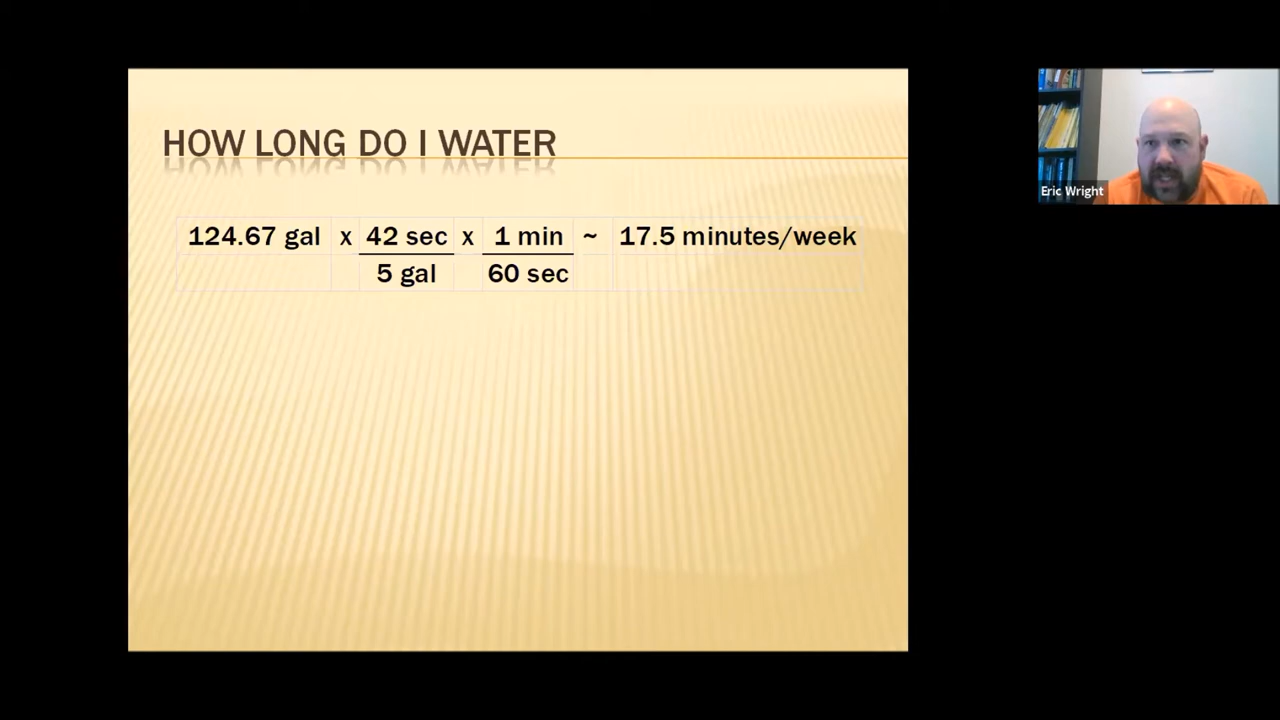 HOW LONG DO I WATER
124.67 gal x 42 sec x 1 min ~ 17.5 minutes/week
5 gal 60 sec
Eric Wright